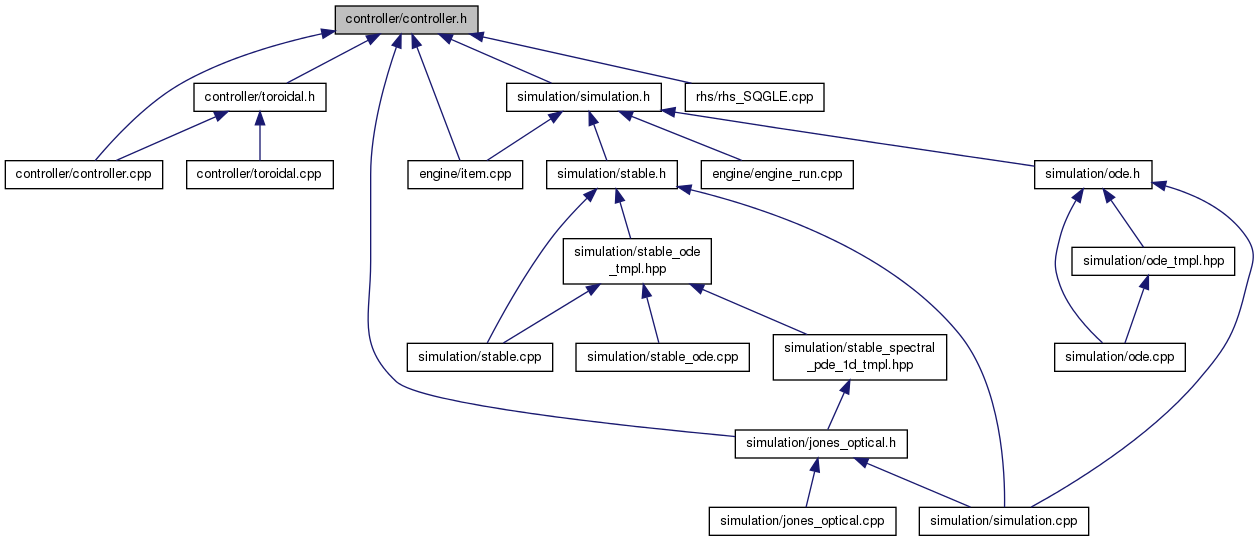 controller/controller.h
controller/toroidal.h
simulation/simulation.h
rhs/rhs_SQGLE.cpp
controller/controller.cpp
controller/toroidal.cpp
engine/item.cpp
simulation/stable.h
engine/engine_run.cpp
simulation/ode.h
simulation/stable_ode
_tmpl.hpp
simulation/ode_tmpl.hpp
simulation/stable.cpp
simulation/stable_ode.cpp
simulation/stable_spectral
_pde_1d_tmpl.hpp
simulation/ode.cpp
simulation/jones_optical.h
simulation/jones_optical.cpp
simulation/simulation.cpp